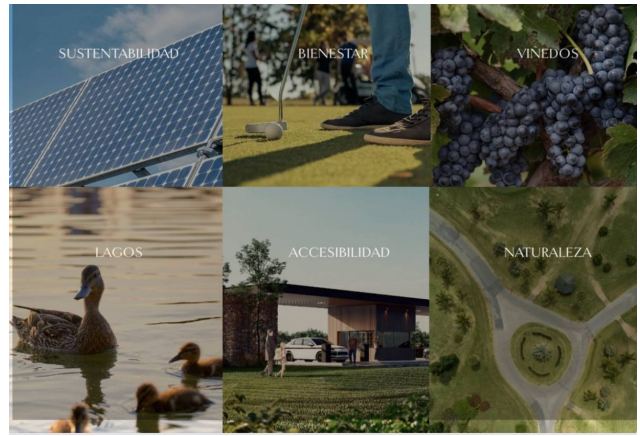 SUSTENTABILIDAD
BIENESTAR
VIÑEDOS
LAGOS
ACCESIBILIDAD
NATURALEZA